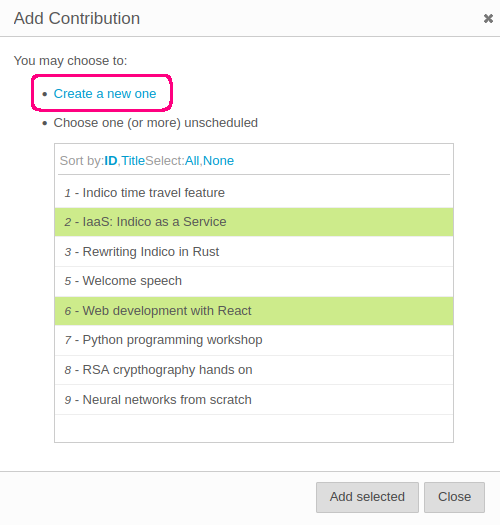 Add Contribution
You may choose to:
• Create a new one
• Choose one (or more) unscheduled
Sort by:ID,TitleSelect:All,None
1 - Indico time travel feature
2 - IaaS: Indico as a Service
3 - Rewriting Indico in Rust
5 - Welcome speech
6 - Web development with React
7 - Python programming workshop
8 - RSA crypthography hands on
9 - Neural networks from scratch
Add selected
Close